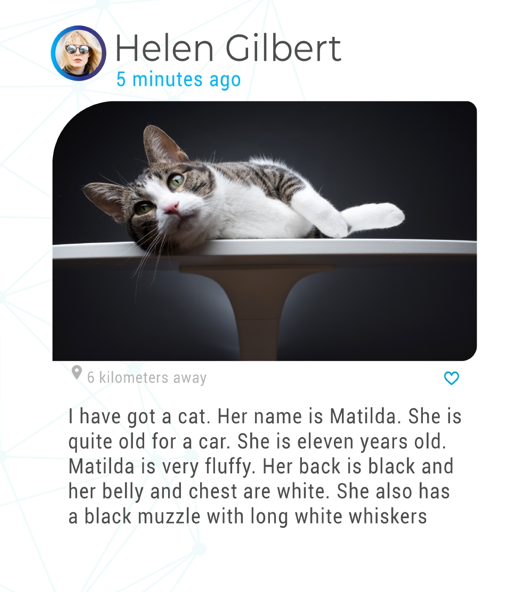 Helen Gilbert
5 minutes ago
6 kilometers away
I have got a cat. Her name is Matilda. She is
quite old for a car. She is eleven years old.
Matilda is very fluffy. Her back is black and
her belly and chest are white. She also has
a black muzzle with long white whiskers